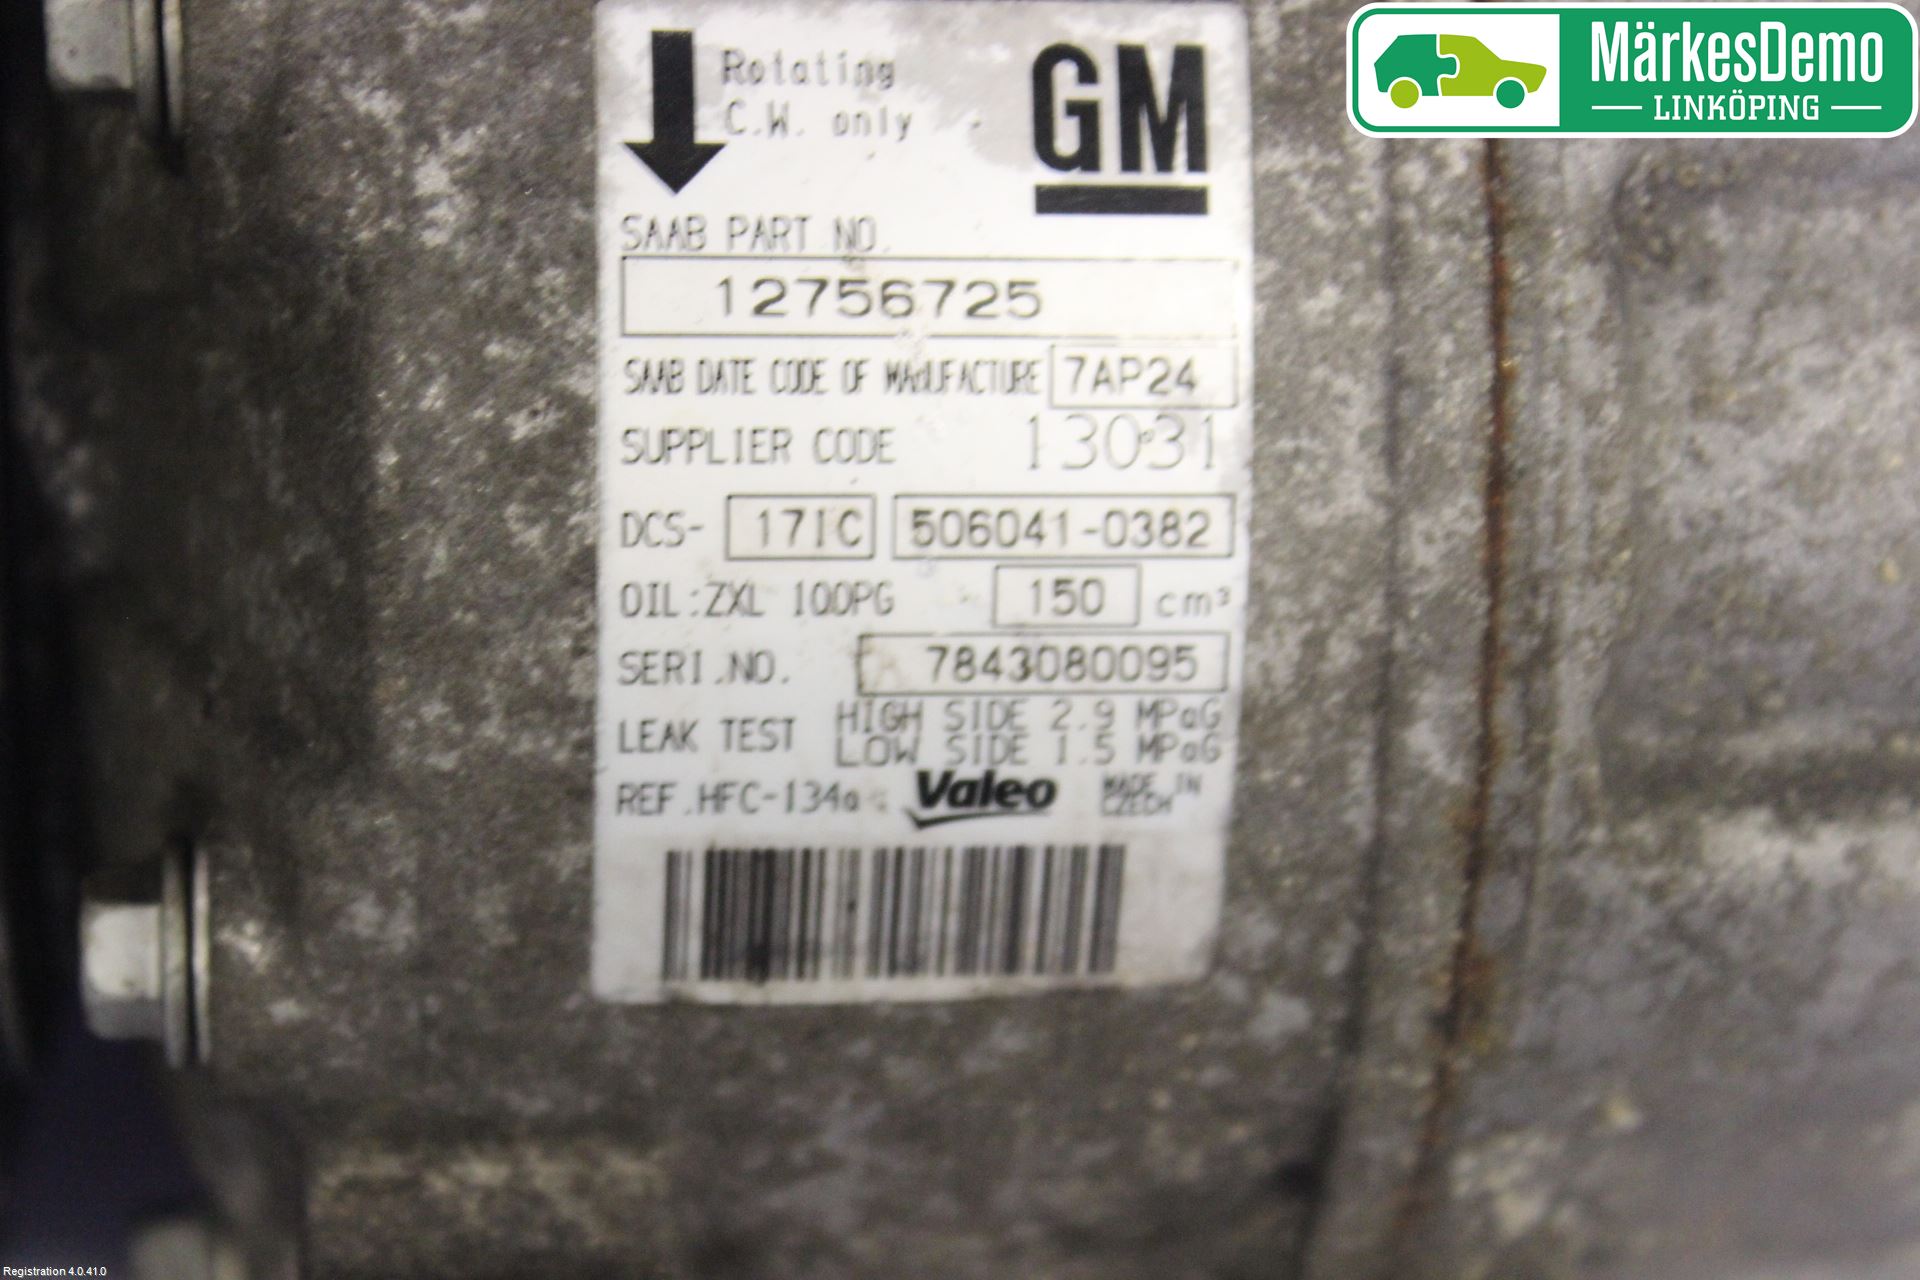 Rotating
C.W. only
GM
SAAB PART NO.
12756725
SAAB DATE CODE OF MANUFACTURE 7AP24
SUPPLIER CODE 13031
DCS- 171C 506041-0382
OIL:ZXL 100PG 150 cm³
SERI.NO. 7843080095
LEAK TEST HIGH SIDE 2.9 MPaG
LOW SIDE 1.5 MPaG
REF.HFC-134a Valeo MADE IN
CZECH
MärkesDemo
LINKÖPING
Registration 4.0.41.0